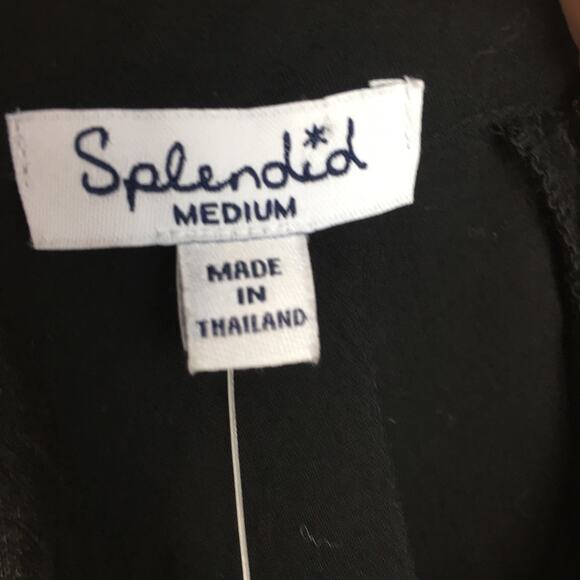 Splendid
MEDIUM
MADE
IN
THAILAND